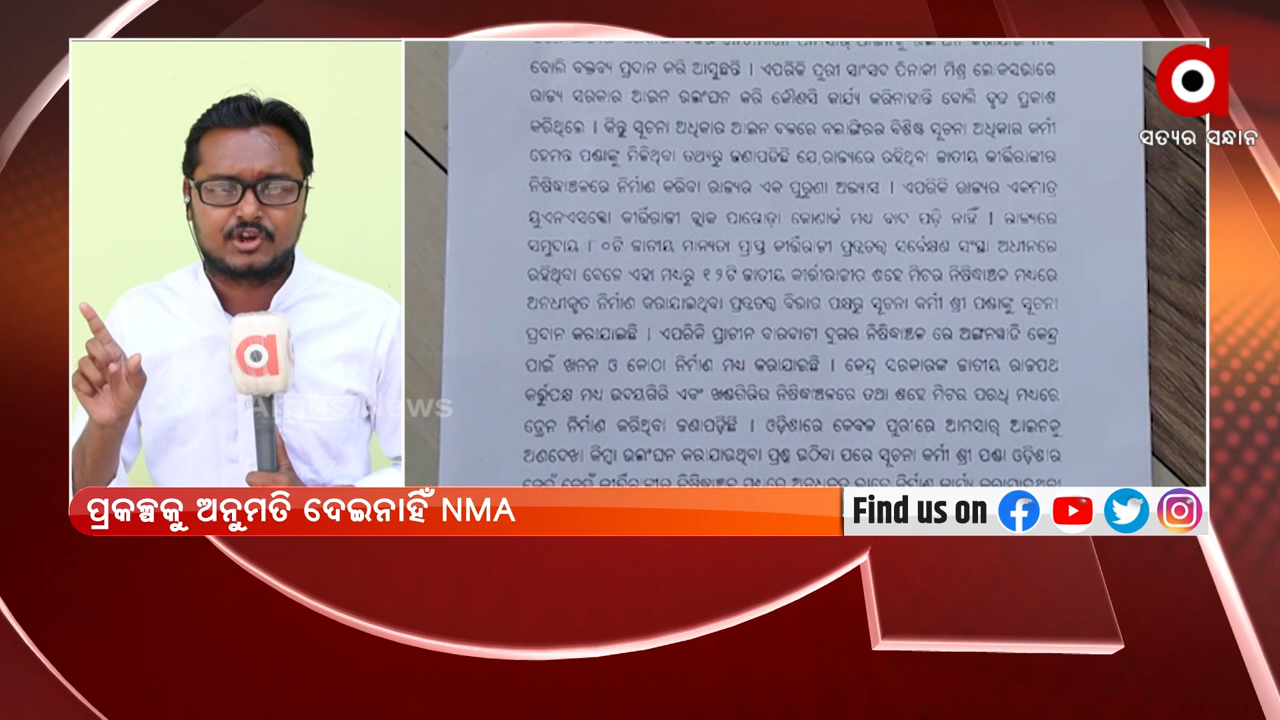 ବୋଲି ବକ୍ତବ୍ୟ ପ୍ରଦାନ କରି ଆସୁଛନ୍ତି । ଏପରିକି ପୁରୀ ସାଂସଦ ପିନାକୀ ମିଶ୍ର ଲୋକସଭାରେ
ରାଜ୍ୟ ସରକାର ଆଇନ ଉଲଂଘନ କରି କୌଣସି କାର୍ଯ୍ୟ କରିନାହାନ୍ତି ବୋଲି ଦୃଢ ପ୍ରକାଶ
କରିଥିଲେ । କିନ୍ତୁ ସୂଚନା ଅଧିକାର ଆଇନ ବଳରେ ବଲାଙ୍ଗିରର ବିଶିଷ୍ଟ ସୂଚନା ଅଧିକାର କର୍ମୀ
ହେମନ୍ତ ପଣ୍ଡାଙ୍କୁ ମିଳିଥିବା ତଥ୍ୟରୁ ଜଣାପଡିଛି ଯେ,ରାଜ୍ୟରେ ରହିଥିବା ଜାତୀୟ କୀର୍ତ୍ତିରାଜୀର
ନିଷିଦ୍ଧାଞ୍ଚଳରେ ନିର୍ମାଣ କରିବା ରାଜ୍ୟର ଏକ ପୁରୁଣା ଅଭ୍ୟାସ । ଏପରିକି ରାଜ୍ୟର ଏକମାତ୍ର
ୟୁଏନଏସକ୍ୋ କୀର୍ତ୍ତିରାଜୀ ବ୍ଲାକ ପାଗୋଡ଼ା କୋଣାର୍କ ମଧ୍ୟ ବାଦ ପଡ଼ି ନାହିଁ । ରାଜ୍ୟରେ
ସମୁଦାୟ ୮୦ଟି ଜାତୀୟ ମାନ୍ୟତା ପ୍ରାପ୍ତ କୀର୍ତ୍ତିରାଜୀ ପ୍ରତ୍ନତତ୍ତ୍ୱ ସର୍ବେକ୍ଷଣ ସଂସ୍ଥା ଅଧୀନରେ
ରହିଥିବା ବେଳେ ଏହା ମଧ୍ୟରୁ ୧୨ଟି ଜାତୀୟ କୀର୍ତ୍ତିରାଜୀର ଶହେ ମିଟର ନିଷିଦ୍ଧାଞ୍ଚଳ ମଧ୍ୟରେ
ଅନଧୀକୃତ ନିର୍ମାଣ କରାଯାଇଥିବା ପ୍ରତ୍ନତତ୍ତ୍ୱ ବିଭାଗ ପକ୍ଷରୁ ସୂଚନା କର୍ମୀ ଶ୍ରୀ ପଣ୍ଡାଙ୍କୁ ସୂଚନା
ପ୍ରଦାନ କରାଯାଇଛି । ଏପରିକି ପ୍ରାଚୀନ ବାରବାଟୀ ଦୁର୍ଗର ନିଷିଦ୍ଧାଞ୍ଚଳ ରେ ଅଙ୍ଗନୱାଡି କେନ୍ଦ୍ର
ପାଇଁ ଖନନ ଓ କୋଠା ନିର୍ମାଣ ମଧ୍ୟ କରାଯାଇଛି । କେନ୍ଦ୍ର ସରକାରଙ୍କ ଜାତୀୟ ରାଜପଥ
କର୍ତ୍ତୃପକ୍ଷ ମଧ୍ୟ ଉଦୟଗିରି ଏବଂ ଖଣ୍ଡଗିରିର ନିଷିଦ୍ଧାଞ୍ଚଳରେ ତଥା ଶହେ ମିଟର ପରଧି ମଧ୍ୟରେ
ଡ୍ରେନ ନିର୍ମାଣ କରିଥିବା ଜଣାପଡ଼ିଛି । ଓଡ଼ିଶାରେ କେବଳ ପୁରୀରେ ଆମସାର୍ ଆଇନକୁ
ଅଣଦେଖା କିମ୍ବା ଉଲଂଘନ କରାଯାଉଥିବା ପ୍ରଶ୍ନ ଉଠିବା ପରେ ସୂଚନା କର୍ମୀ ଶ୍ରୀ ପଣ୍ଡା ଓଡ଼ିଶାର
ସତ୍ୟର ସନ୍ଧାନ
Argus News
ପ୍ରକଳ୍ପକୁ ଅନୁମତି ଦେଇନାହିଁ NMA
Find us on